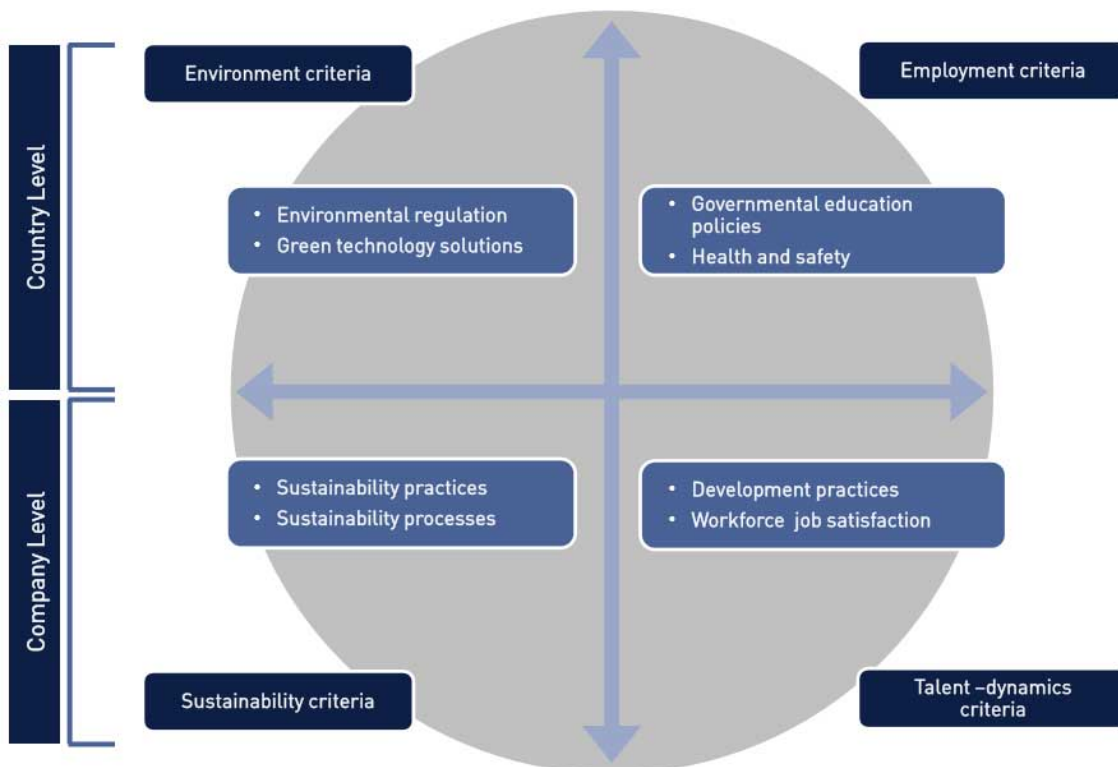 Country Level
Environment criteria
Employment criteria
• Environmental regulation
• Green technology solutions
• Governmental education
policies
• Health and safety
Company Level
• Sustainability practices
• Sustainability processes
• Development practices
• Workforce job satisfaction
Sustainability criteria
Talent –dynamics
criteria